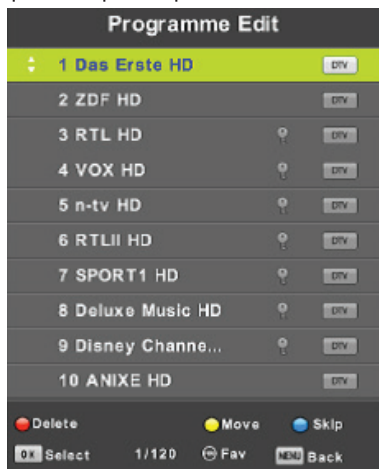 Programme Edit
1 Das Erste HD DTV
2 ZDF HD DTV
3 RTL HD DTV
4 VOX HD DTV
5 n-tv HD DTV
6 RTLII HD DTV
7 SPORT1 HD DTV
8 Deluxe Music HD DTV
9 Disney Channe... DTV
10 ANIXE HD DTV
Delete Move Skip
OK Select 1/120 Fav MENU Back